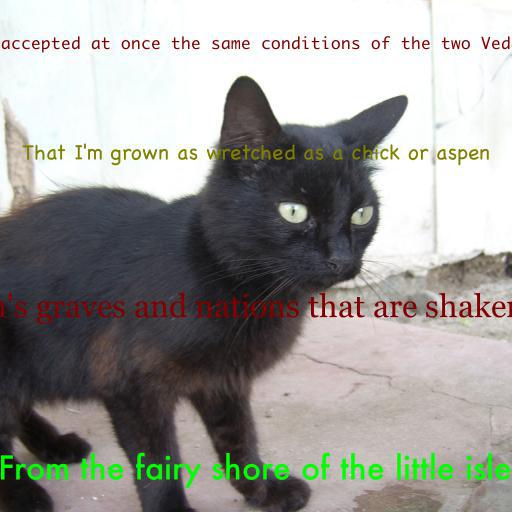 accepted at once the same conditions of the two Ved
That I'm grown as wretched as a chick or aspen
's graves and nations that are shaken
From the fairy shore of the little isle